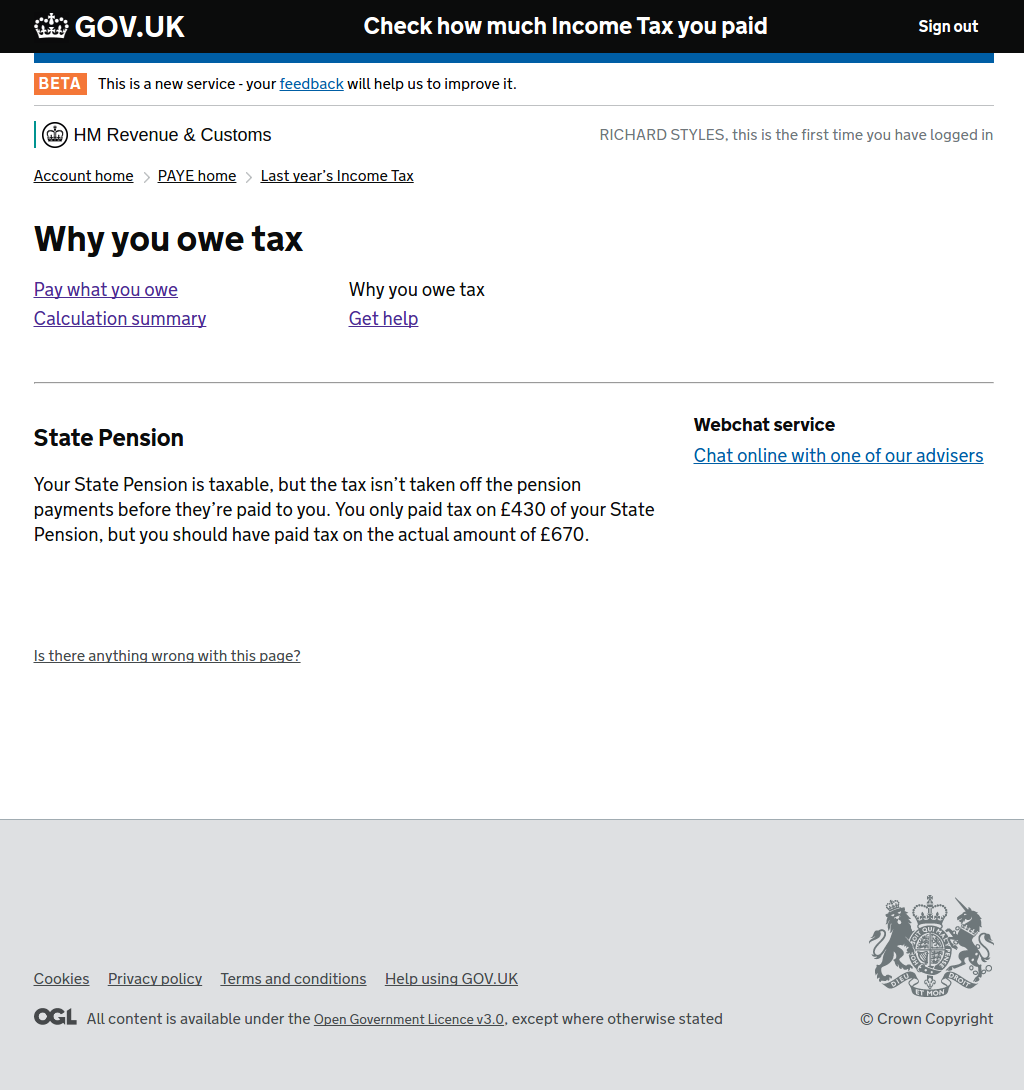 GOV.UK
Check how much Income Tax you paid
Sign out
BETA This is a new service - your feedback will help us to improve it.
HM Revenue & Customs
RICHARD STYLES, this is the first time you have logged in
Account home
PAYE home
Last year’s Income Tax
Why you owe tax
Pay what you owe
Why you owe tax
Calculation summary
Get help
State Pension
Your State Pension is taxable, but the tax isn’t taken off the pension
payments before they’re paid to you. You only paid tax on £430 of your State
Pension, but you should have paid tax on the actual amount of £670.
Webchat service
Chat online with one of our advisers
Is there anything wrong with this page?
Cookies
Privacy policy
Terms and conditions
Help using GOV.UK
OGL All content is available under the Open Government Licence v3.0, except where otherwise stated
© Crown Copyright